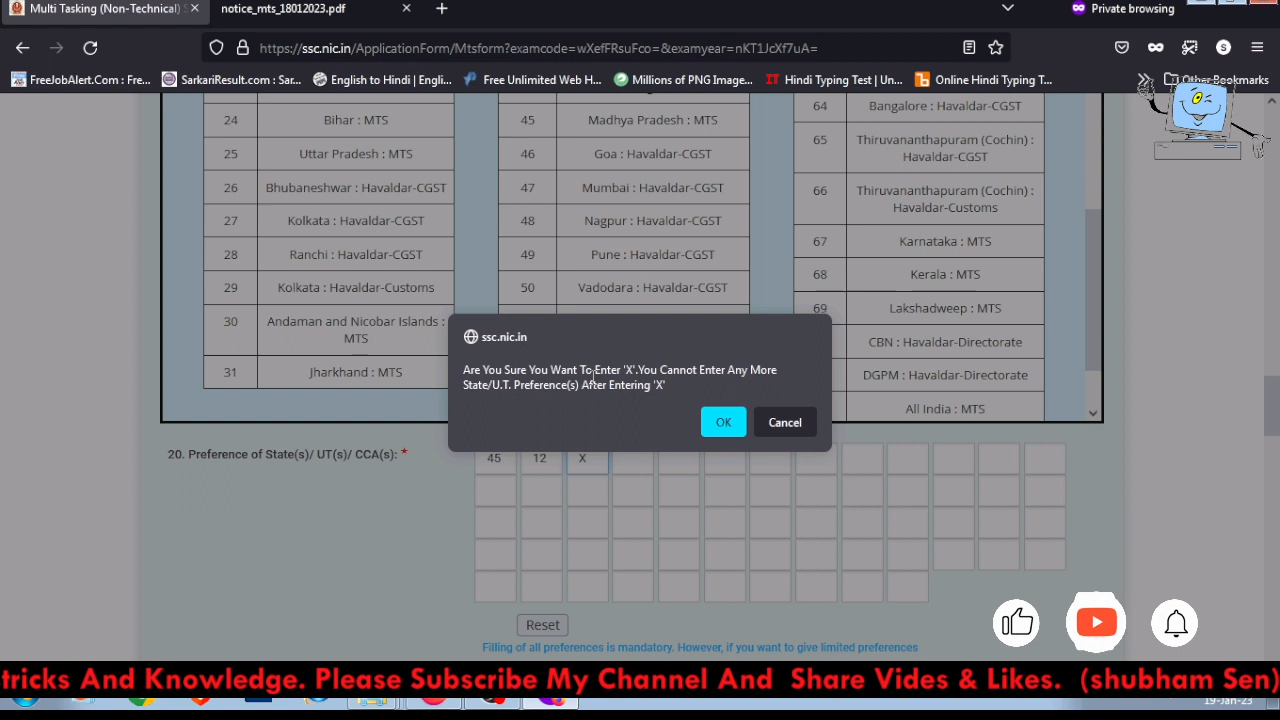 Multi Tasking (Non-Technical) S
notice_mts_18012023.pdf
Private browsing
https://ssc.nic.in/ApplicationForm/Mtsform?examcode=wXefFRsuFco=&examyear=nKT1JcXf7uA=
FreeJobAlert.Com : Fre...
SarkariResult.com : Sar...
English to Hindi | Engli...
Free Unlimited Web H...
Millions of PNG Image...
Hindi Typing Test | Un...
Online Hindi Typing T...
Other Bookmarks
24 Bihar : MTS
25 Uttar Pradesh : MTS
26 Bhubaneshwar : Havaldar-CGST
27 Kolkata : Havaldar-CGST
28 Ranchi : Havaldar-CGST
29 Kolkata : Havaldar-Customs
30 Andaman and Nicobar Islands :
MTS
31 Jharkhand : MTS
45 Madhya Pradesh : MTS
46 Goa : Havaldar-CGST
47 Mumbai : Havaldar-CGST
48 Nagpur : Havaldar-CGST
49 Pune : Havaldar-CGST
50 Vadodara : Havaldar-CGST
64 Bangalore : Havaldar-CGST
65 Thiruvananthapuram (Cochin) :
Havaldar-CGST
66 Thiruvananthapuram (Cochin) :
Havaldar-Customs
67 Karnataka : MTS
68 Kerala : MTS
69 Lakshadweep : MTS
CBN : Havaldar-Directorate
DGPM : Havaldar-Directorate
All India : MTS
ssc.nic.in
Are You Sure You Want To Enter 'X'.You Cannot Enter Any More
State/U.T. Preference(s) After Entering 'X'
OK
Cancel
20. Preference of State(s)/ UT(s)/ CCA(s): *
45 12 X
Reset
Filling of all preferences is mandatory. However, if you want to give limited preferences
tricks And Knowledge. Please Subscribe My Channel And Share Videos & Likes. (shubham Sen)
19-Jan-23